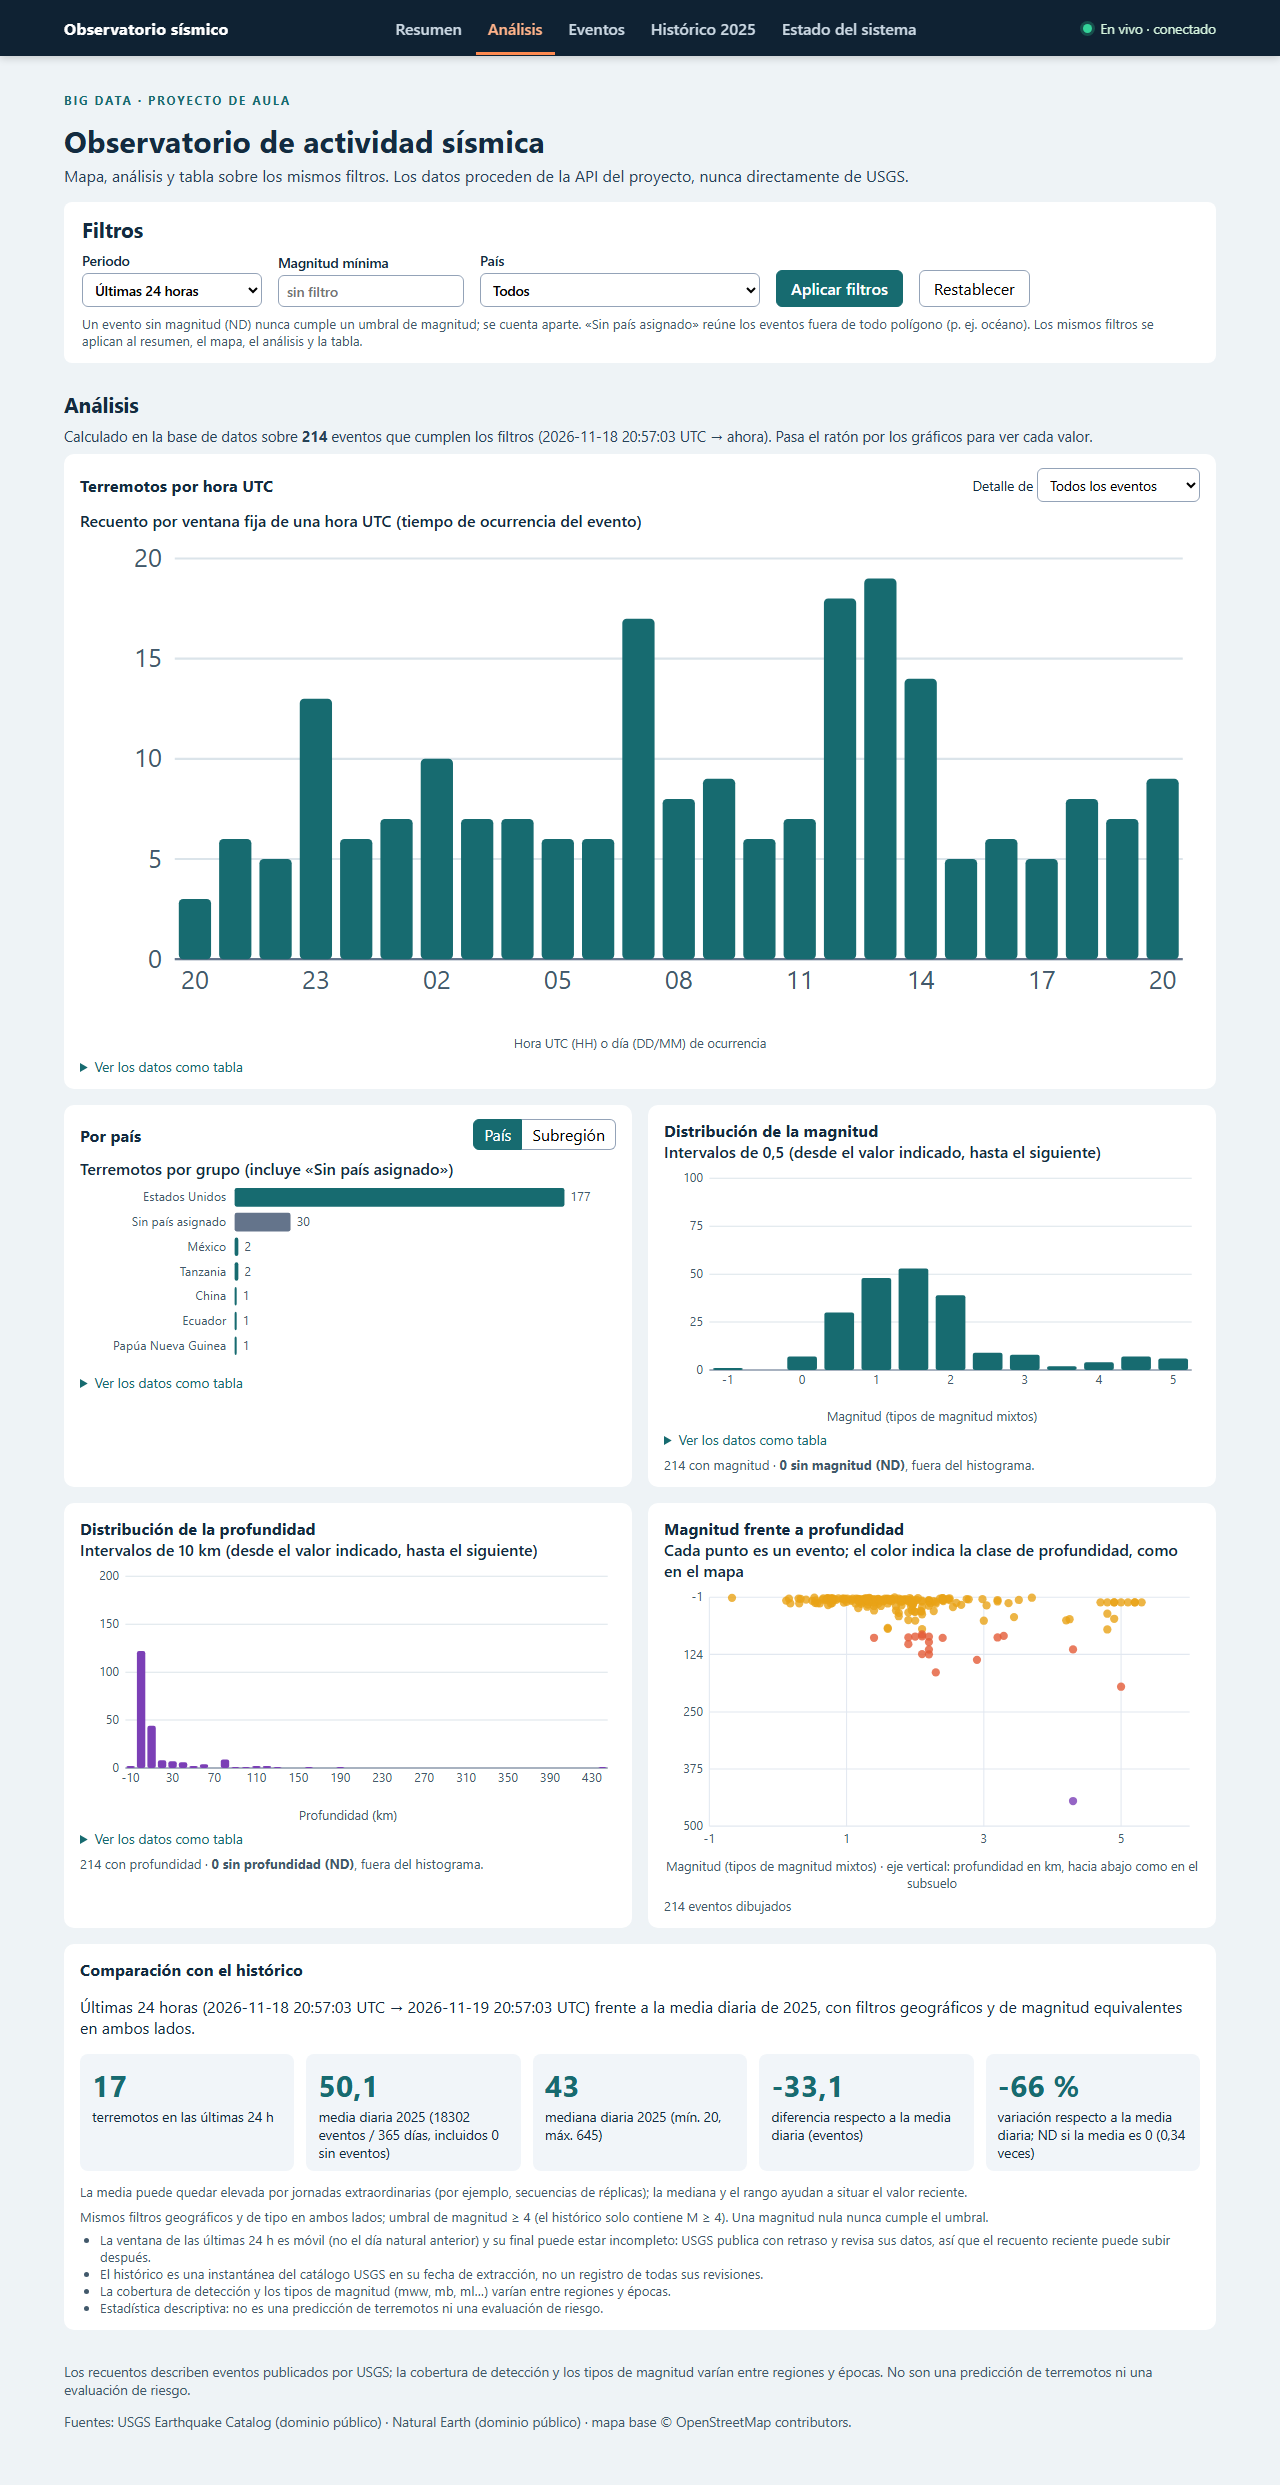 Observatorio sísmico
Resumen
Análisis
Eventos
Histórico 2025
Estado del sistema
En vivo · conectado
BIG DATA · PROYECTO DE AULA
Observatorio de actividad sísmica
Mapa, análisis y tabla sobre los mismos filtros. Los datos proceden de la API del proyecto, nunca directamente de USGS.
Filtros
Periodo
Últimas 24 horas
Magnitud mínima
sin filtro
País
Todos
Aplicar filtros
Restablecer
Un evento sin magnitud (ND) nunca cumple un umbral de magnitud; se cuenta aparte. «Sin país asignado» reúne los eventos fuera de todo polígono (p. ej. océano). Los mismos filtros se
aplican al resumen, el mapa, el análisis y la tabla.
Análisis
Calculado en la base de datos sobre 214 eventos que cumplen los filtros (2026-11-18 20:57:03 UTC → ahora). Pasa el ratón por los gráficos para ver cada valor.
Terremotos por hora UTC
Detalle de
Todos los eventos
Recuento por ventana fija de una hora UTC (tiempo de ocurrencia del evento)
20
15
10
5
0
20 23 02 05 08 11 14 17 20
Hora UTC (HH) o día (DD/MM) de ocurrencia
▶ Ver los datos como tabla
Por país
País
Subregión
Terremotos por grupo (incluye «Sin país asignado»)
Estados Unidos 177
Sin país asignado 30
México 2
Tanzania 2
China 1
Ecuador 1
Papúa Nueva Guinea 1
▶ Ver los datos como tabla
Distribución de la magnitud
Intervalos de 0,5 (desde el valor indicado, hasta el siguiente)
100
75
50
25
0
-1 0 1 2 3 4 5
Magnitud (tipos de magnitud mixtos)
▶ Ver los datos como tabla
214 con magnitud · 0 sin magnitud (ND), fuera del histograma.
Distribución de la profundidad
Intervalos de 10 km (desde el valor indicado, hasta el siguiente)
200
150
100
50
0
-10 30 70 110 150 190 230 270 310 350 390 430
Profundidad (km)
▶ Ver los datos como tabla
214 con profundidad · 0 sin profundidad (ND), fuera del histograma.
Magnitud frente a profundidad
Cada punto es un evento; el color indica la clase de profundidad, como
en el mapa
-1
124
250
375
500
-1 1 3 5
Magnitud (tipos de magnitud mixtos) · eje vertical: profundidad en km, hacia abajo como en el
subsuelo
214 eventos dibujados
Comparación con el histórico
Últimas 24 horas (2026-11-18 20:57:03 UTC → 2026-11-19 20:57:03 UTC) frente a la media diaria de 2025, con filtros geográficos y de magnitud equivalentes
en ambos lados.
17
terremotos en las últimas 24 h
50,1
media diaria 2025 (18302
eventos / 365 días, incluidos 0
sin eventos)
43
mediana diaria 2025 (mín. 20,
máx. 645)
-33,1
diferencia respecto a la media
diaria (eventos)
-66 %
variación respecto a la media
diaria; ND si la media es 0 (0,34
veces)
La media puede quedar elevada por jornadas extraordinarias (por ejemplo, secuencias de réplicas); la mediana y el rango ayudan a situar el valor reciente.
Mismos filtros geográficos y de tipo en ambos lados; umbral de magnitud ≥ 4 (el histórico solo contiene M ≥ 4). Una magnitud nula nunca cumple el umbral.
• La ventana de las últimas 24 h es móvil (no el día natural anterior) y su final puede estar incompleto: USGS publica con retraso y revisa sus datos, así que el recuento reciente puede subir
después.
• El histórico es una instantánea del catálogo USGS en su fecha de extracción, no un registro de todas sus revisiones.
• La cobertura de detección y los tipos de magnitud (mww, mb, ml…) varían entre regiones y épocas.
• Estadística descriptiva: no es una predicción de terremotos ni una evaluación de riesgo.
Los recuentos describen eventos publicados por USGS; la cobertura de detección y los tipos de magnitud varían entre regiones y épocas. No son una predicción de terremotos ni una
evaluación de riesgo.
Fuentes: USGS Earthquake Catalog (dominio público) · Natural Earth (dominio público) · mapa base © OpenStreetMap contributors.